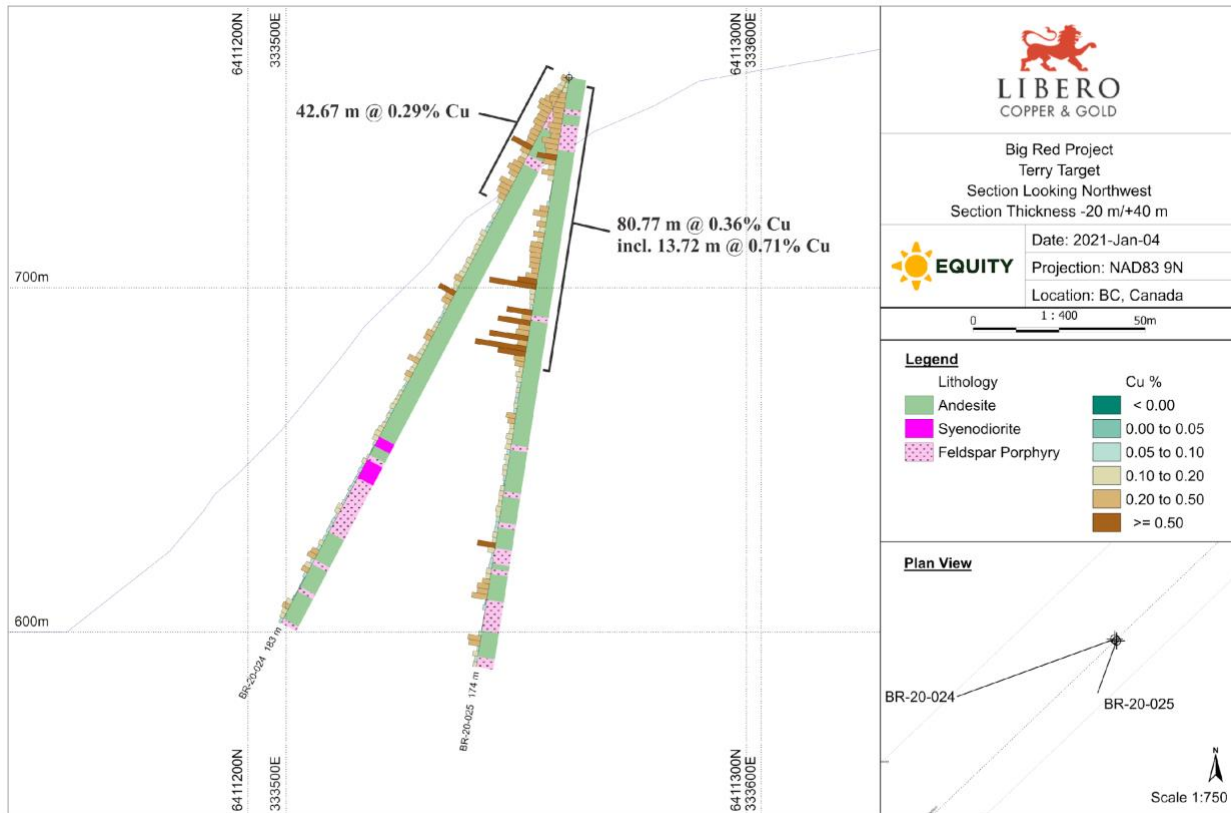 6411200N
333500E
6411300N
333600E
42.67 m @ 0.29% Cu
80.77 m @ 0.36% Cu
incl. 13.72 m @ 0.71% Cu
700m
600m
BR-20-024 183 m
BR-20-025 174 m
6411200N
333500E
6411300N
333600E
LIBERO
COPPER & GOLD
Big Red Project
Terry Target
Section Looking Northwest
Section Thickness -20 m/+40 m
EQUITY
Date: 2021-Jan-04
Projection: NAD83 9N
Location: BC, Canada
0 1 : 400 50m
Legend
Lithology
Andesite
Syenodiorite
Feldspar Porphyry
Cu %
< 0.00
0.00 to 0.05
0.05 to 0.10
0.10 to 0.20
0.20 to 0.50
>= 0.50
Plan View
BR-20-024
BR-20-025
N
Scale 1:750